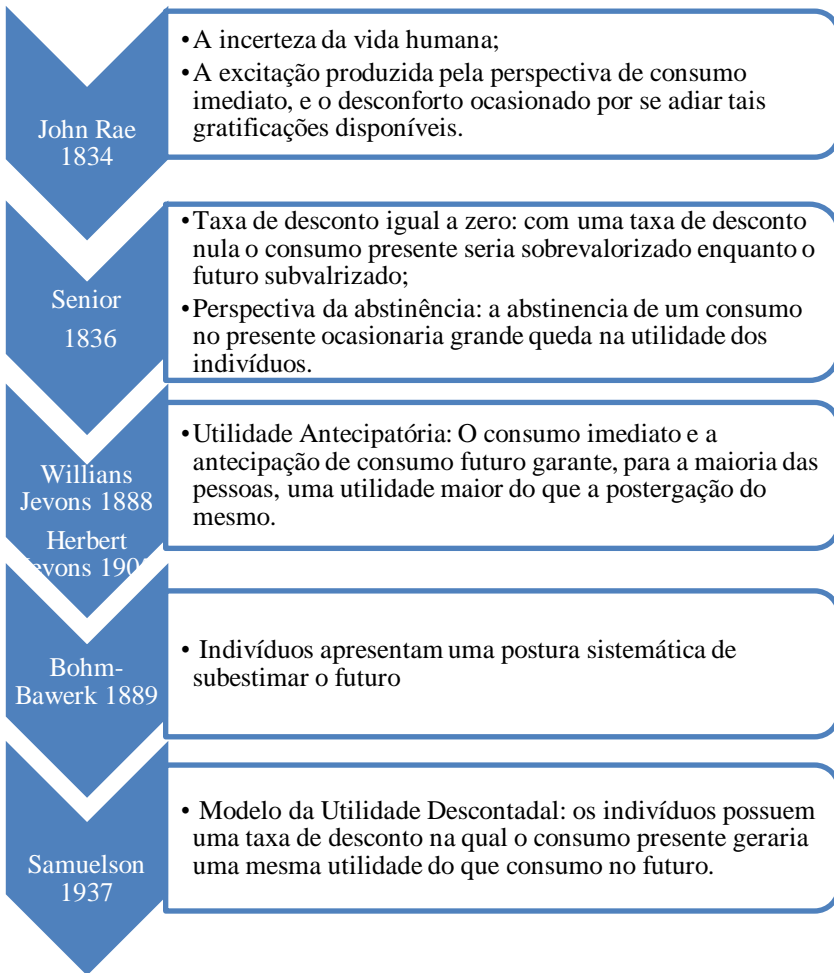 John Rae
1834
•A incerteza da vida humana;
•A excitação produzida pela perspectiva de consumo
imediato, e o desconforto ocasionado por se adiar tais
gratificações disponíveis.
Senior
1836
•Taxa de desconto igual a zero: com uma taxa de desconto
nula o consumo presente seria sobrevalorizado enquanto o
futuro subvalrizado;
•Perspectiva da abstinência: a abstinencia de um consumo
no presente ocasionaria grande queda na utilidade dos
indivíduos.
Willians
Jevons 1888
Herbert
•Utilidade Antecipatória: O consumo imediato e a
antecipação de consumo futuro garante, para a maioria das
pessoas, uma utilidade maior do que a postergação do
mesmo.
Bohm-
Bawerk 1889
• Indivíduos apresentam uma postura sistemática de
subestimar o futuro
Samuelson
1937
• Modelo da Utilidade Descontadal: os indivíduos possuem
uma taxa de desconto na qual o consumo presente geraria
uma mesma utilidade do que consumo no futuro.